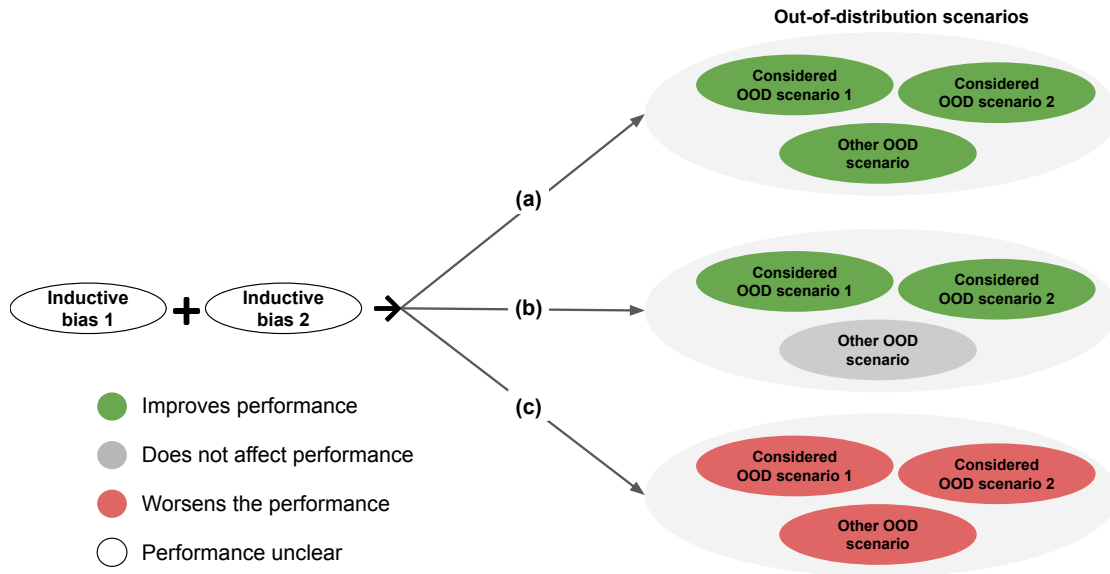 Out-of-distribution scenarios
Considered
OOD scenario 1
Considered
OOD scenario 2
Other OOD
scenario
(a)
Inductive
bias 1
+
Inductive
bias 2
(b)
Considered
OOD scenario 1
Considered
OOD scenario 2
Other OOD
scenario
(c)
Improves performance
Does not affect performance
Worsens the performance
Performance unclear
Considered
OOD scenario 1
Considered
OOD scenario 2
Other OOD
scenario